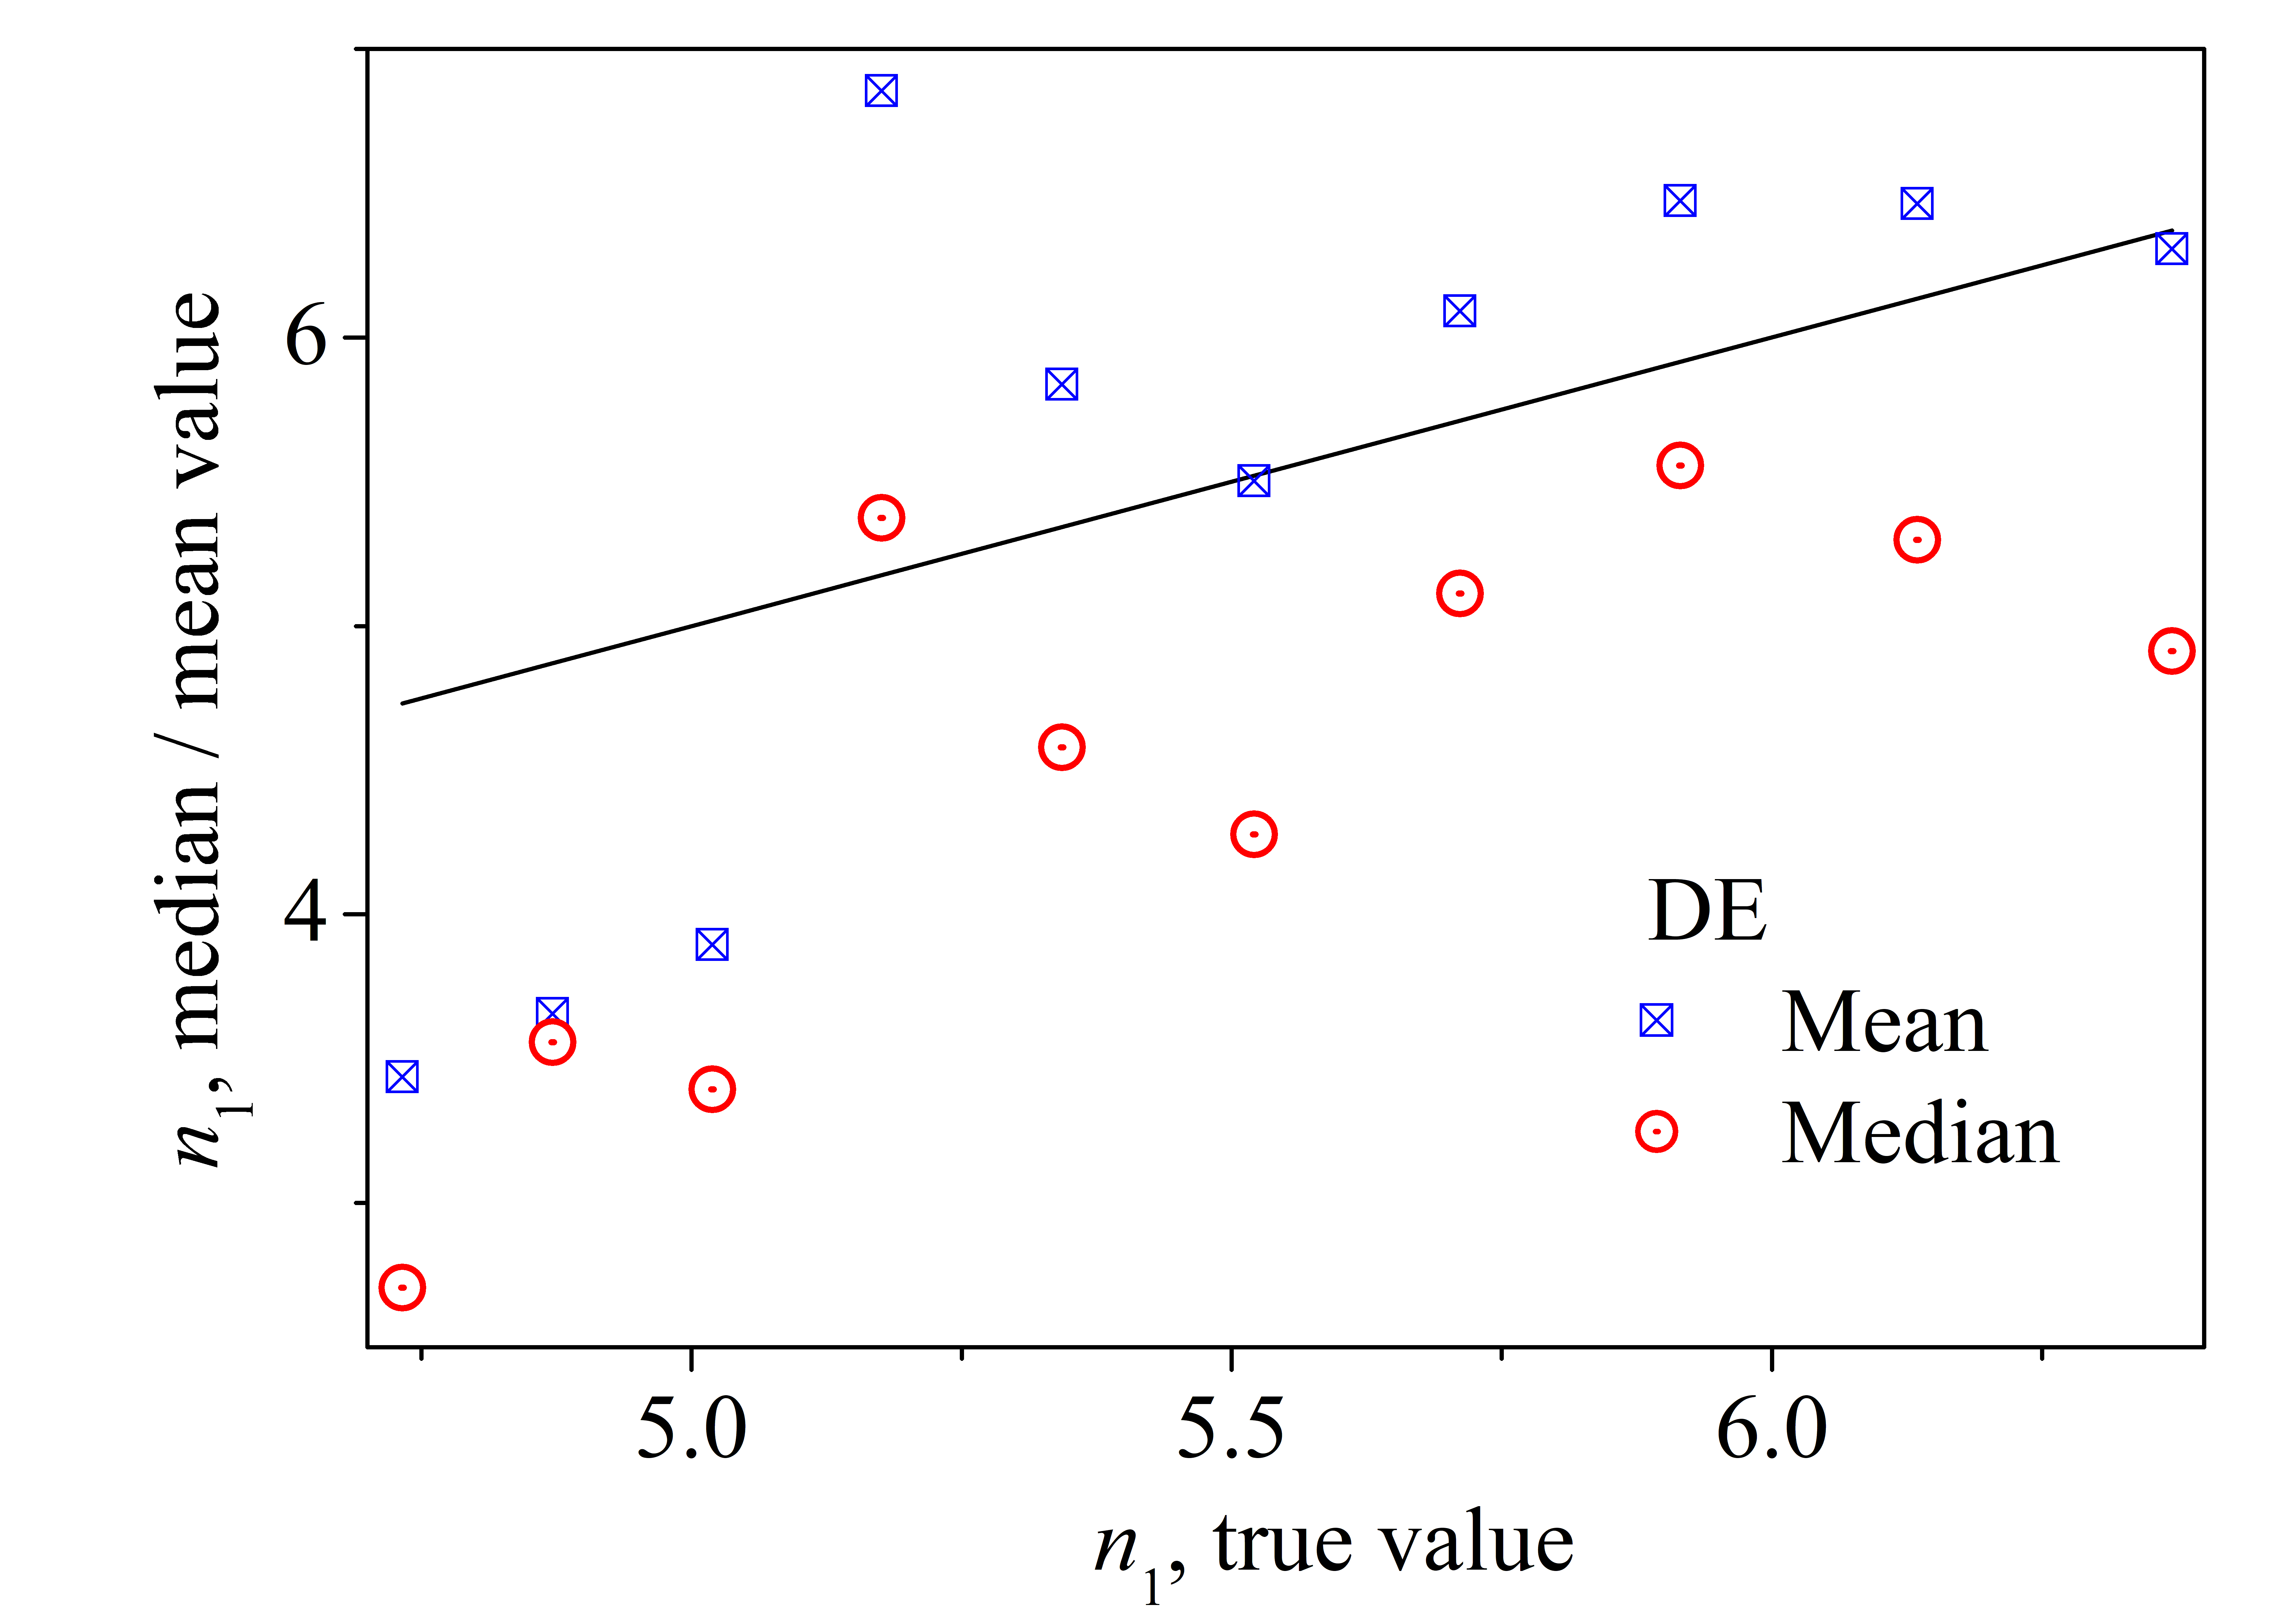 n1, median / mean value
6
4
DE
Mean
Median
5.0 5.5 6.0
n1, true value